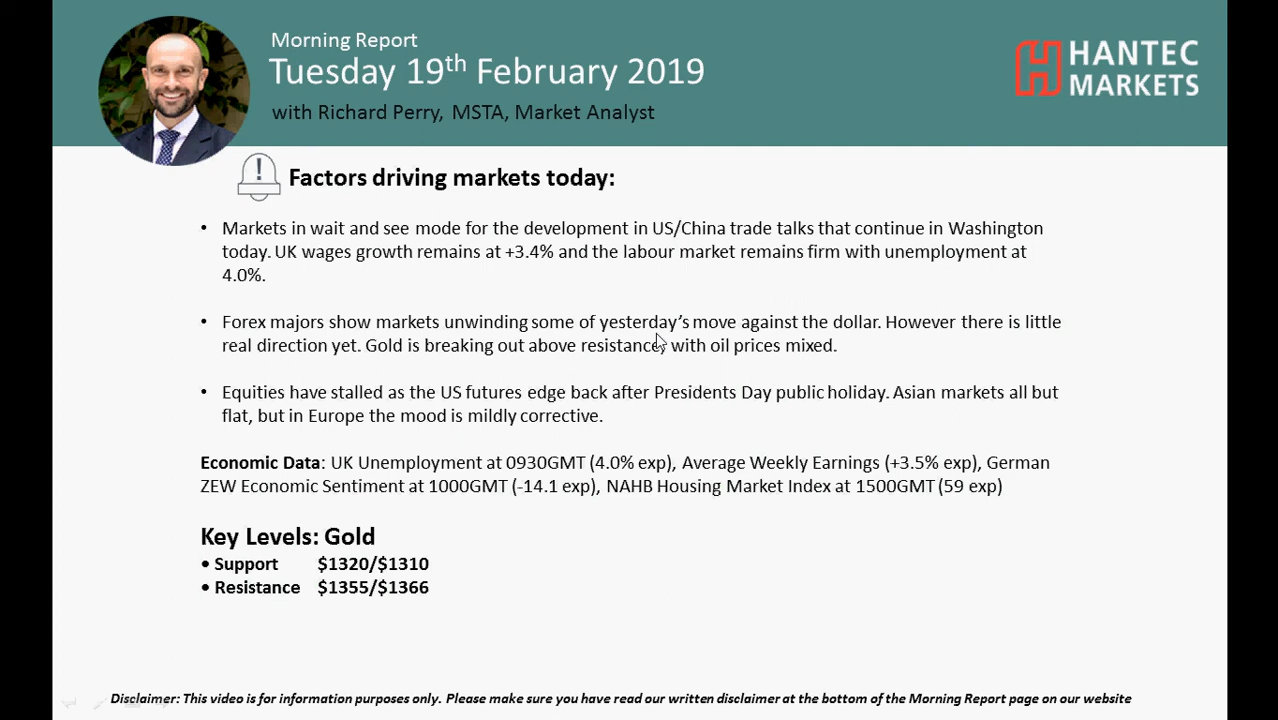 Morning Report
Tuesday 19th February 2019
with Richard Perry, MSTA, Market Analyst
HANTEC
MARKETS
!
Factors driving markets today:
• Markets in wait and see mode for the development in US/China trade talks that continue in Washington
today. UK wages growth remains at +3.4% and the labour market remains firm with unemployment at
4.0%.
• Forex majors show markets unwinding some of yesterday's move against the dollar. However there is little
real direction yet. Gold is breaking out above resistance, with oil prices mixed.
• Equities have stalled as the US futures edge back after Presidents Day public holiday. Asian markets all but
flat, but in Europe the mood is mildly corrective.
Economic Data: UK Unemployment at 0930GMT (4.0% exp), Average Weekly Earnings (+3.5% exp), German
ZEW Economic Sentiment at 1000GMT (-14.1 exp), NAHB Housing Market Index at 1500GMT (59 exp)
Key Levels: Gold
• Support $1320/$1310
• Resistance $1355/$1366
Disclaimer: This video is for information purposes only. Please make sure you have read our written disclaimer at the bottom of the Morning Report page on our website